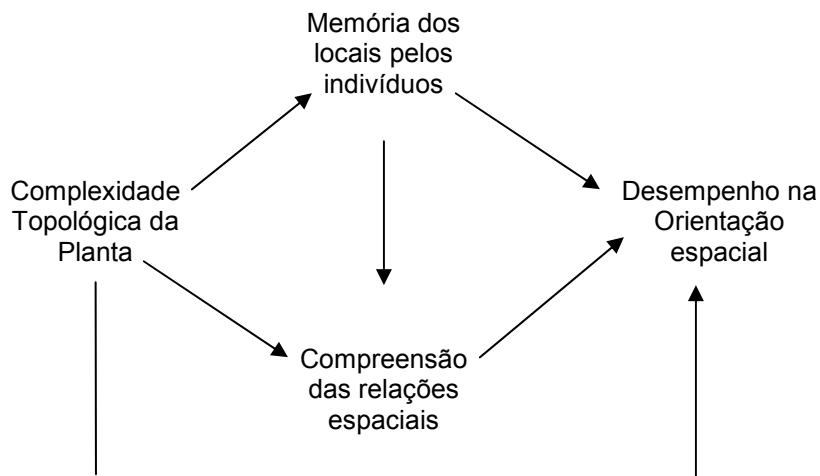 Memória dos
locais pelos
indivíduos
Complexidade
Topológica da
Planta
Desempenho na
Orientação
espacial
Compreensão
das relações
espaciais